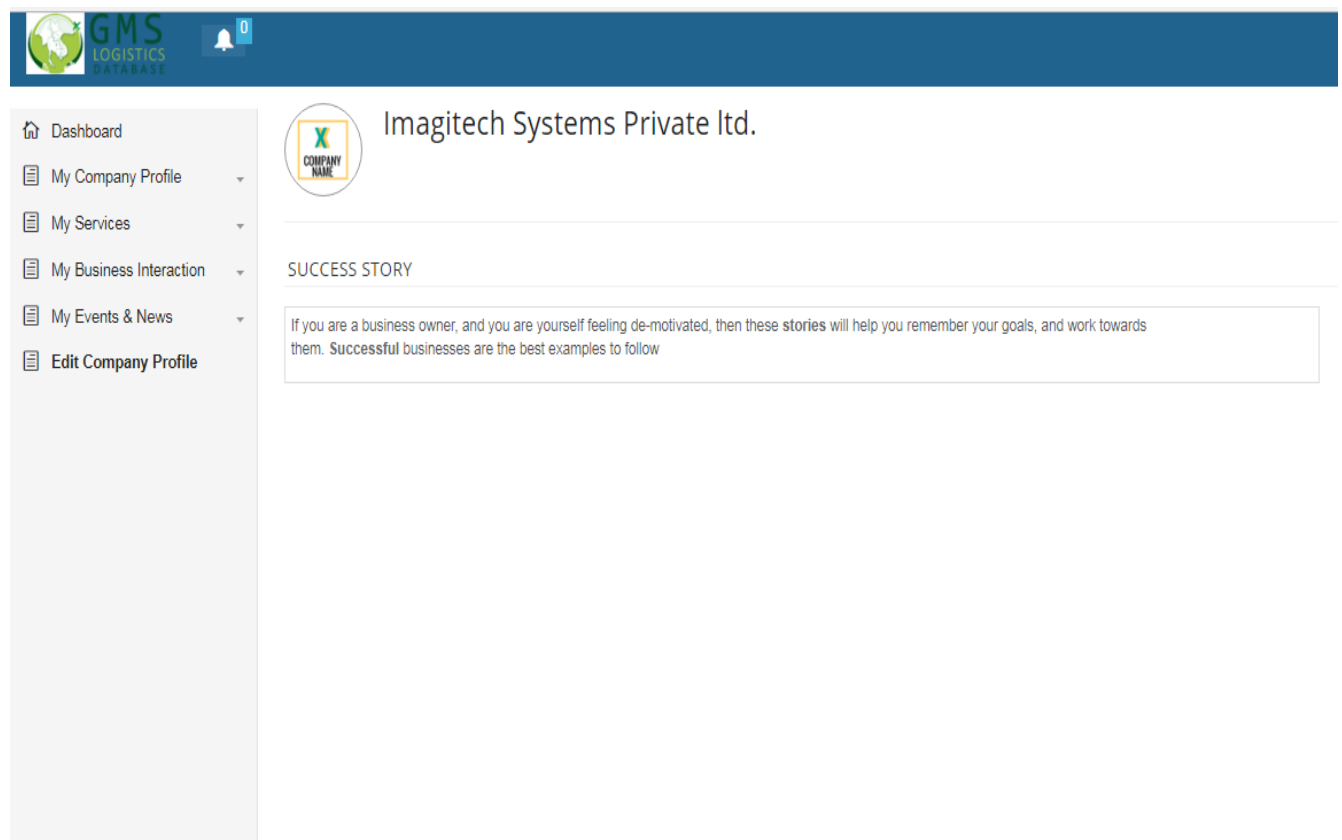 GMS
LOGISTICS
DATABASE
0
Dashboard
My Company Profile
My Services
My Business Interaction
My Events & News
Edit Company Profile
X
COMPANY
NAME
Imagitech Systems Private ltd.
SUCCESS STORY
If you are a business owner, and you are yourself feeling de-motivated, then these stories will help you remember your goals, and work towards
them. Successful businesses are the best examples to follow